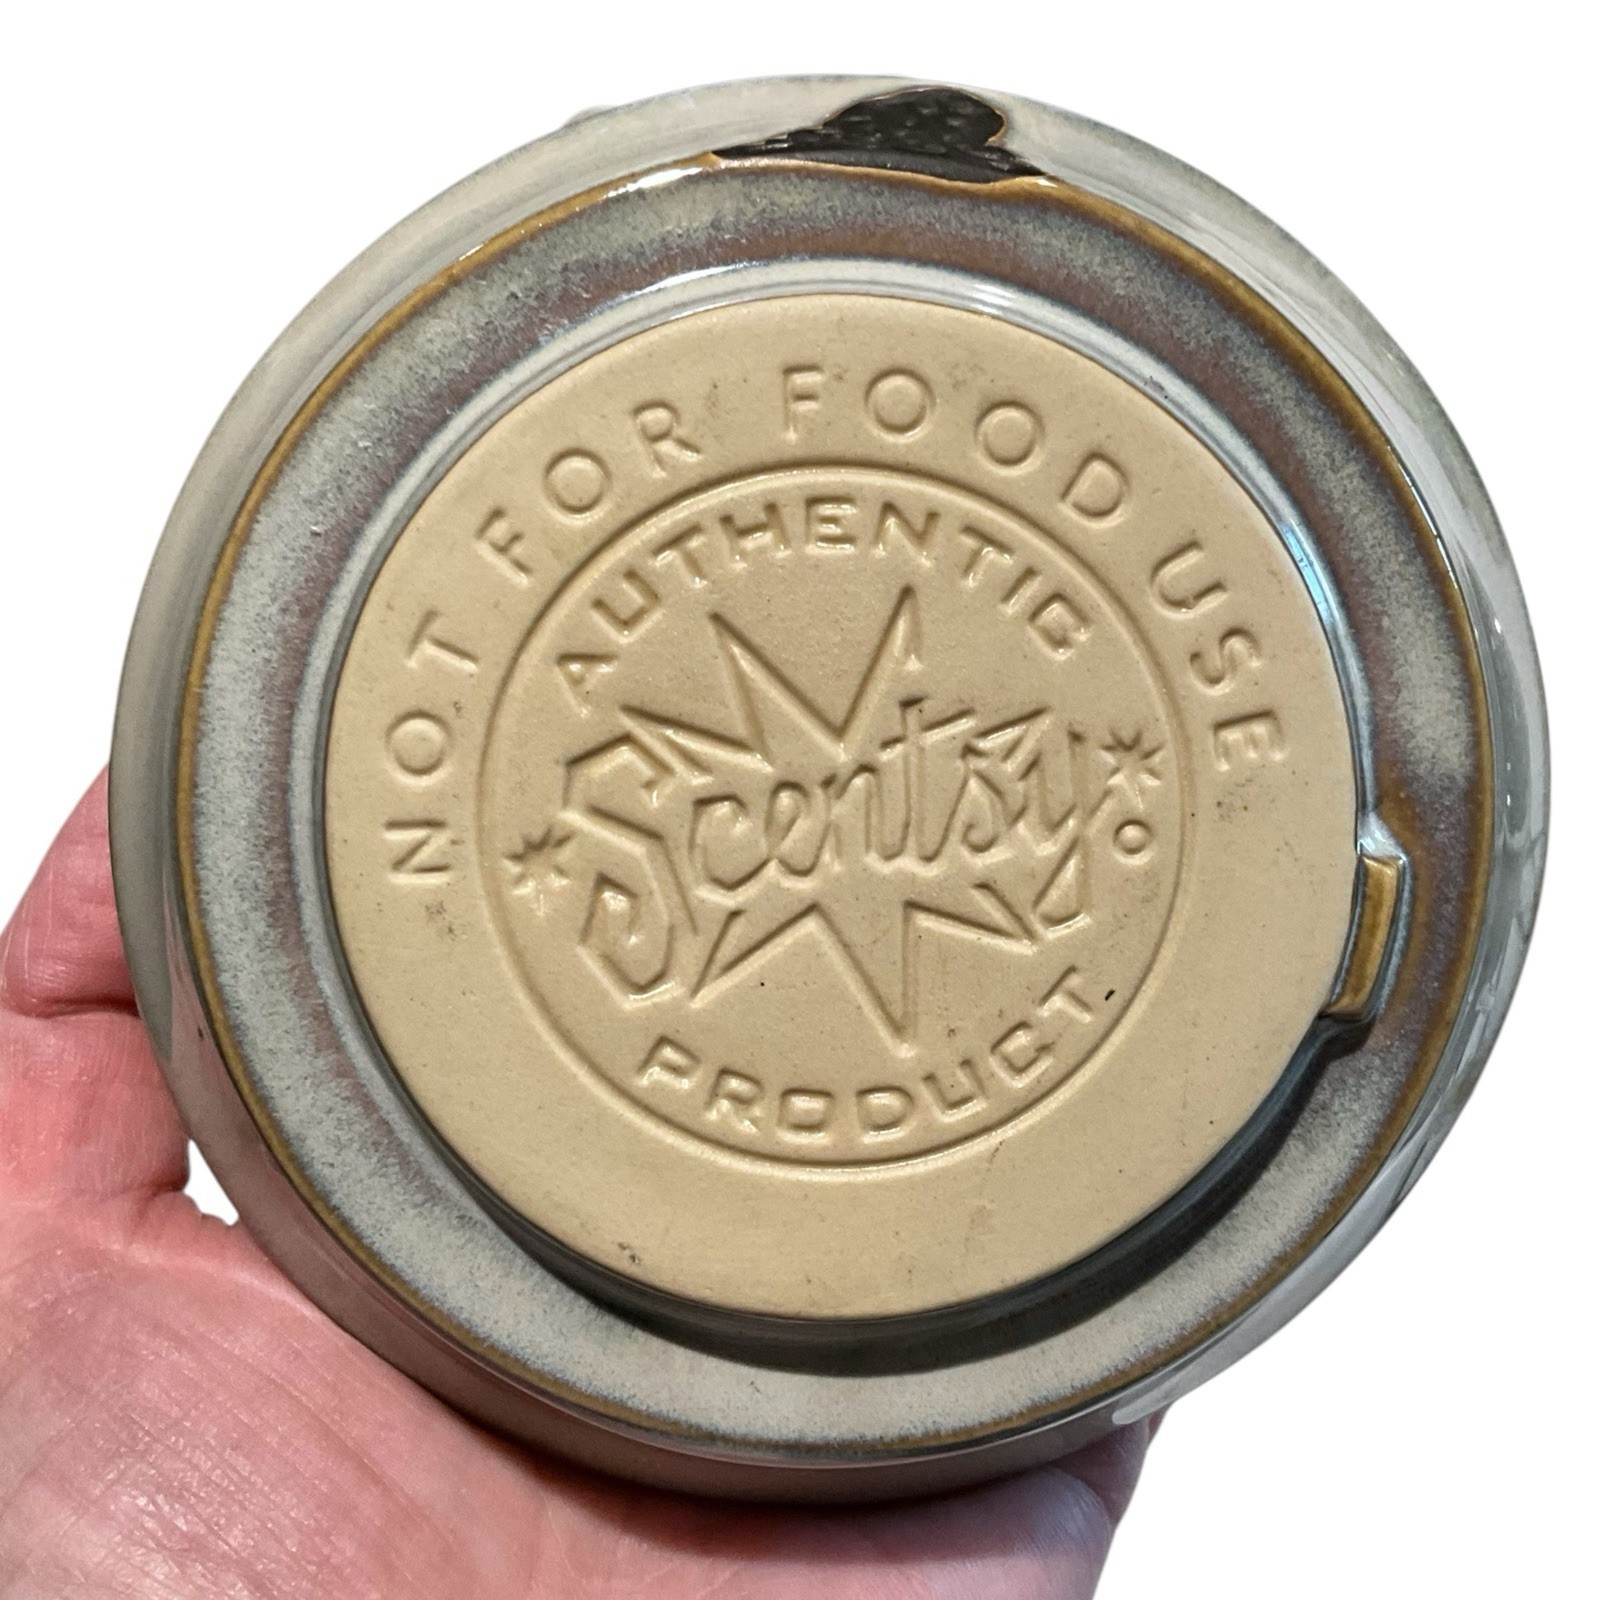 NOT FOR FOOD USE
AUTHENTIC
Scentsy
PRODUCT